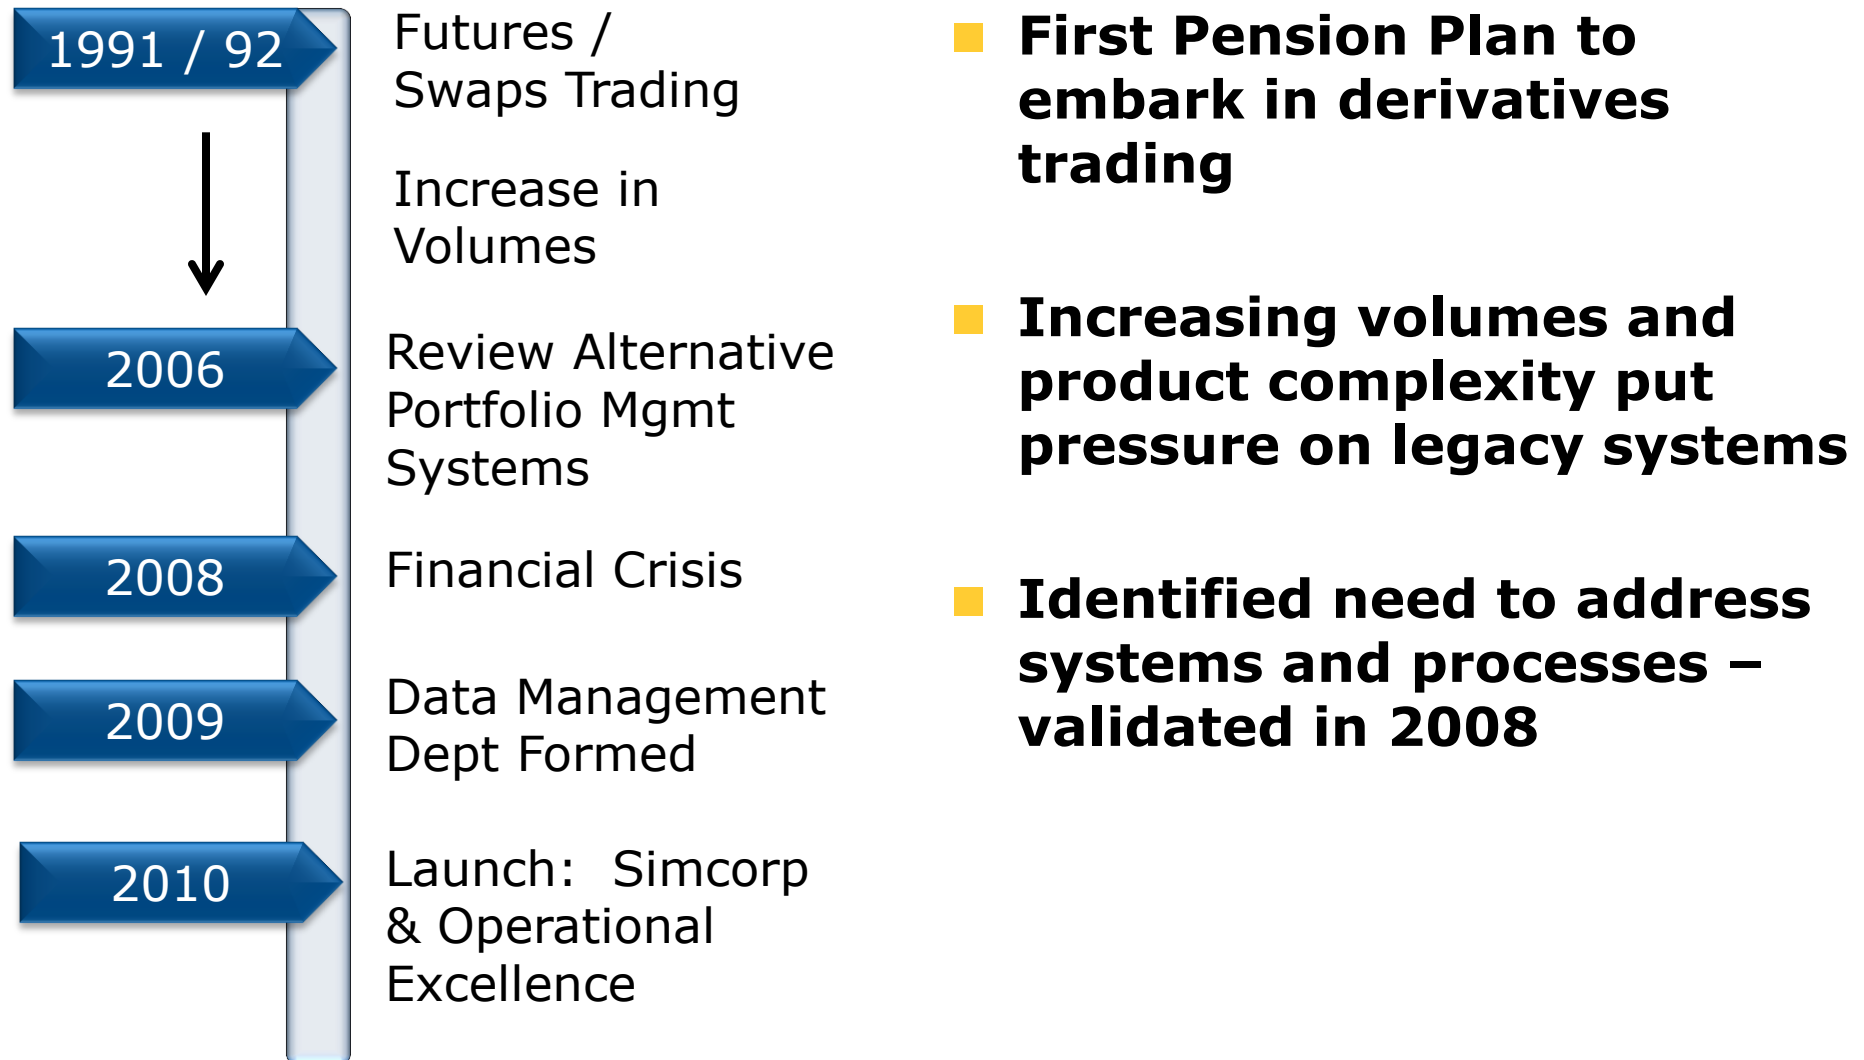 1991 / 92
Futures /
Swaps Trading
Increase in
Volumes
2006
Review Alternative
Portfolio Mgmt
Systems
2008
Financial Crisis
2009
Data Management
Dept Formed
2010
Launch:  Simcorp
& Operational
Excellence
First Pension Plan to
embark in derivatives
trading
Increasing volumes and
product complexity put
pressure on legacy systems
Identified need to address
systems and processes –
validated in 2008